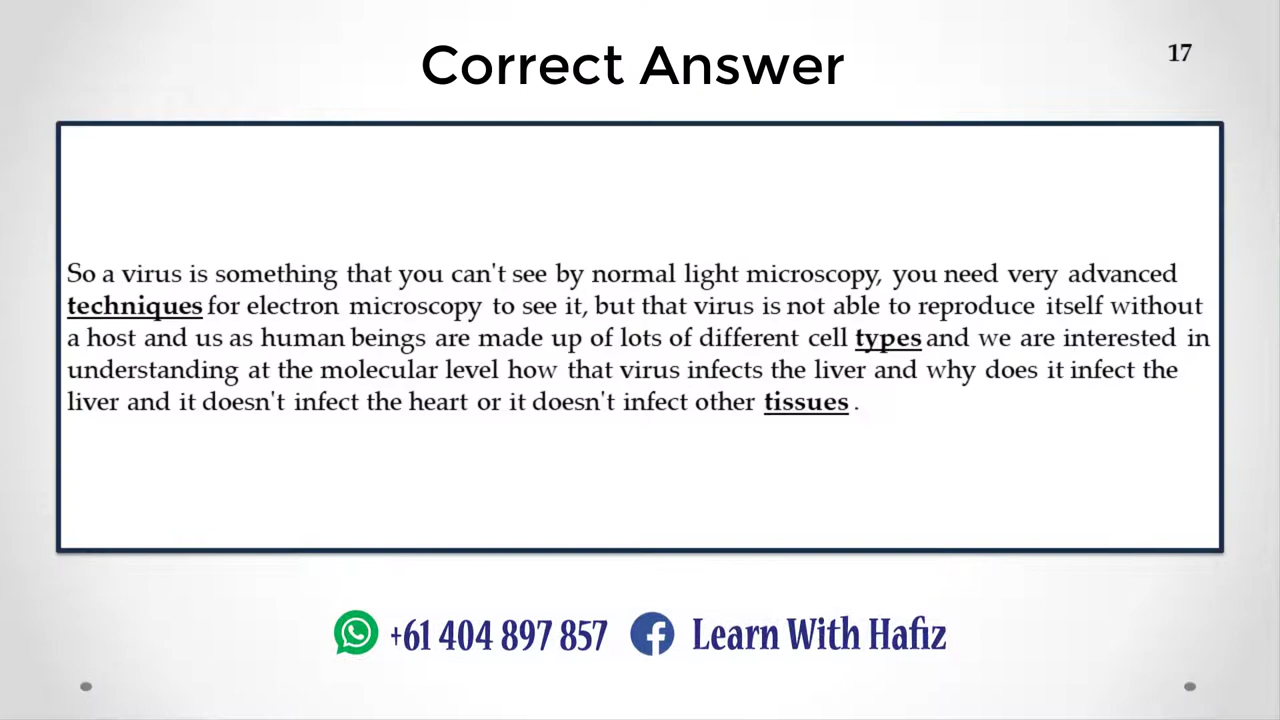 Correct Answer
17
So a virus is something that you can't see by normal light microscopy, you need very advanced
techniques for electron microscopy to see it, but that virus is not able to reproduce itself without
a host and us as human beings are made up of lots of different cell types and we are interested in
understanding at the molecular level how that virus infects the liver and why does it infect the
liver and it doesn't infect the heart or it doesn't infect other tissues .
+61 404 897 857 Learn With Hafiz